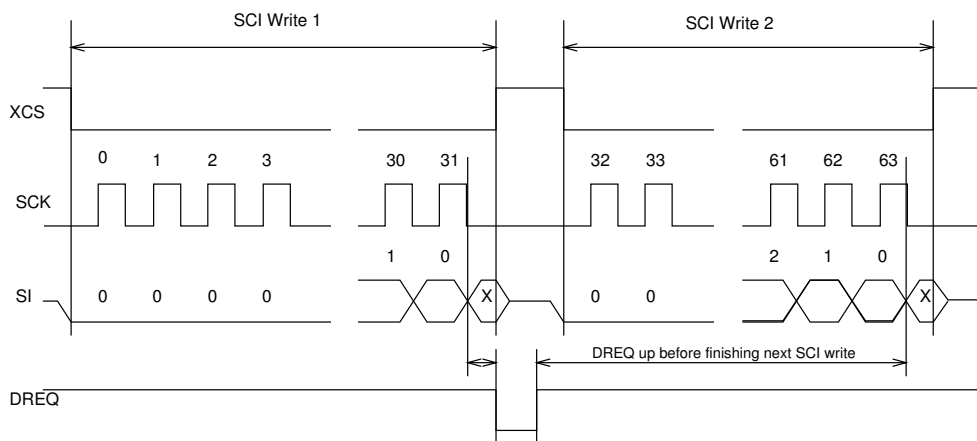 SCI Write 1 SCI Write 2
XCS
0 1 2 3 30 31 32 33 61 62 63
SCK
1 0 2 1 0
SI 0 0 0 0 X 0 0 X
DREQ up before finishing next SCI write
DREQ